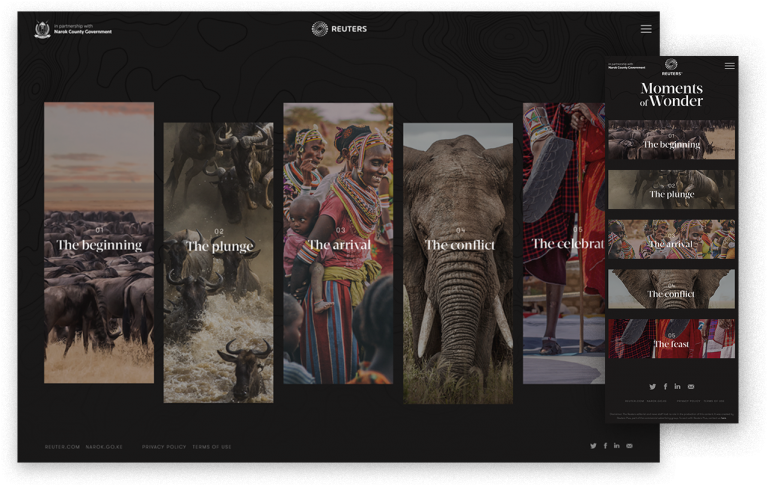 In partnership with
Narok County Government
REUTERS
01
The beginning
02
The plunge
03
The arrival
04
The conflict
05
The celebrat
REUTER.COM NAROK.GO.KE
PRIVACY POLICY TERMS OF USE
In partnership with
Narok County Government
REUTERS
Moments
of Wonder
01
The beginning
02
The plunge
03
The arrival
04
The conflict
05
The feast